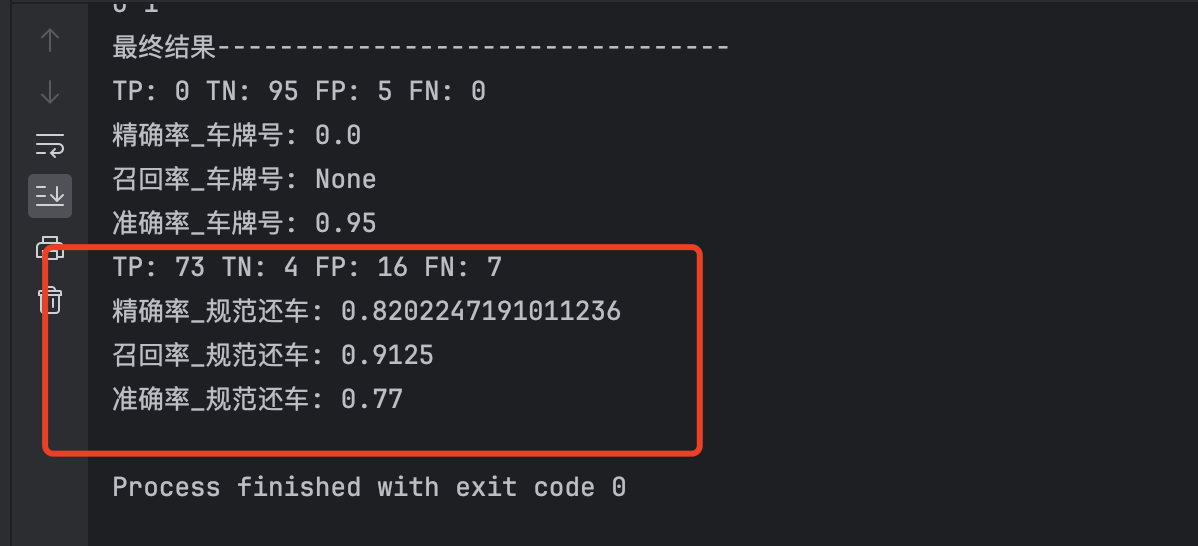 最终结果---------------------------------
TP: 0 TN: 95 FP: 5 FN: 0
精确率_车牌号: 0.0
召回率_车牌号: None
准确率_车牌号: 0.95
TP: 73 TN: 4 FP: 16 FN: 7
精确率_规范还车: 0.8202247191011236
召回率_规范还车: 0.9125
准确率_规范还车: 0.77
Process finished with exit code 0